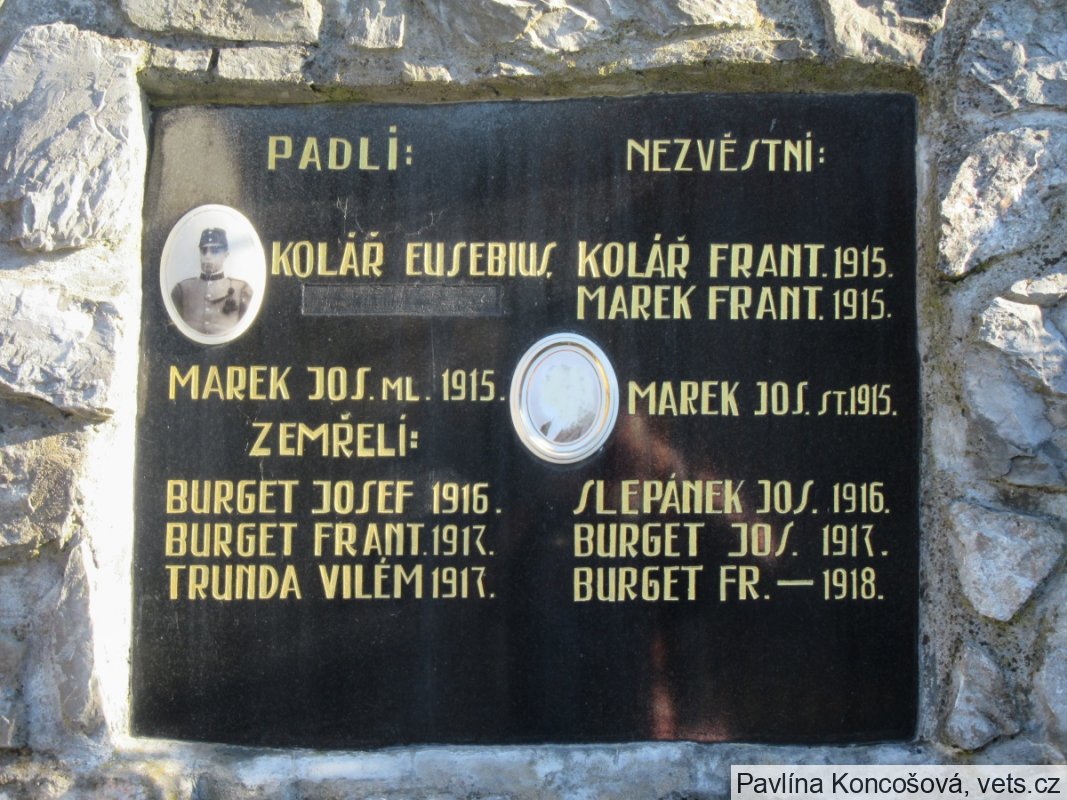 PADLÍ:
KOLÁŘ EUSEBIUS.
MAREK JOS. ML. 1915.
ZEMŘELÍ:
BURGET JOSEF 1916.
BURGET FRANT. 1917.
TRUNDA VILÉM 1917.
NEZVĚSTNÍ:
KOLÁŘ FRANT. 1915.
MAREK FRANT. 1915.
MAREK JOS. ST. 1915.
SLEPÁNEK JOS. 1916.
BURGET JOS. 1917.
BURGET FR. — 1918.
Pavlína Koncošová, vets.cz